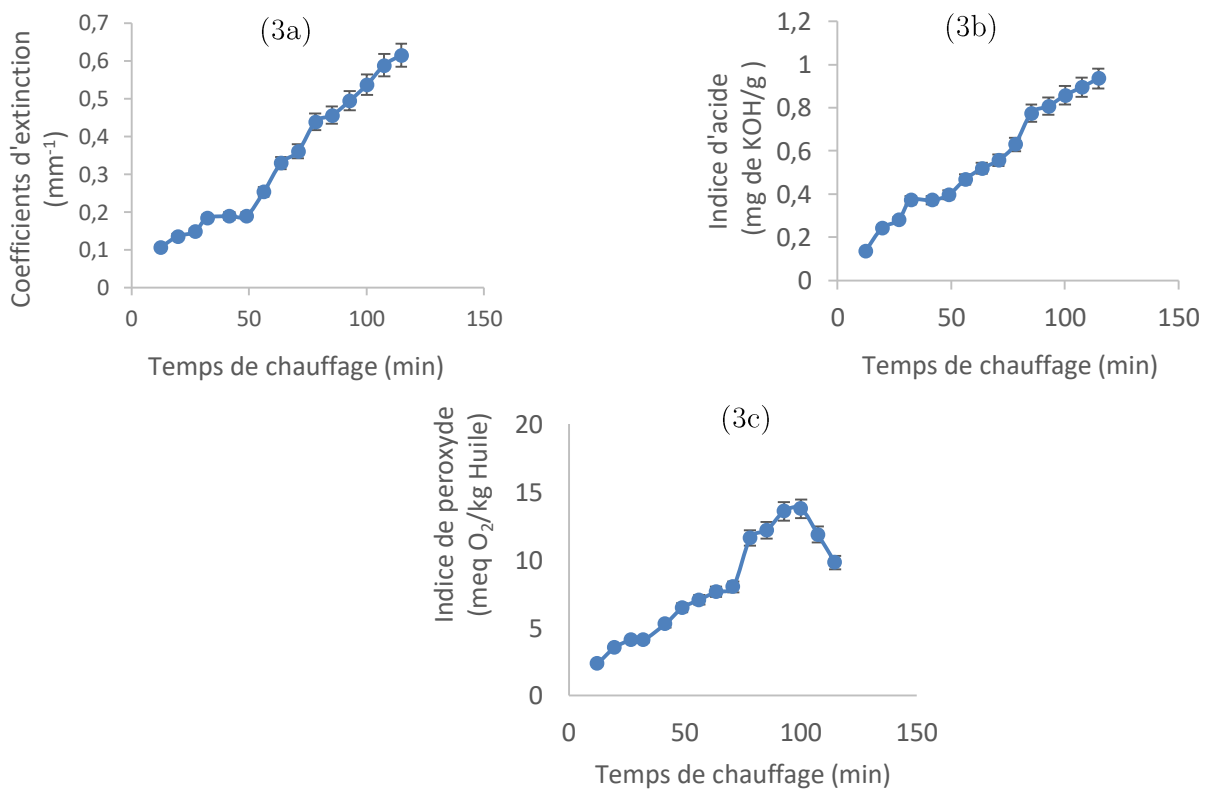 (3a)
Coefficients d'extinction
(mm⁻¹)
0,7
0,6
0,5
0,4
0,3
0,2
0,1
0
0 50 100 150
Temps de chauffage (min)
(3b)
Indice d'acide
(mg de KOH/g )
1,2
1
0,8
0,6
0,4
0,2
0
0 50 100 150
Temps de chauffage (min)
(3c)
Indice de peroxyde
(meq O₂/kg Huile)
20
15
10
5
0
0 50 100 150
Temps de chauffage (min)